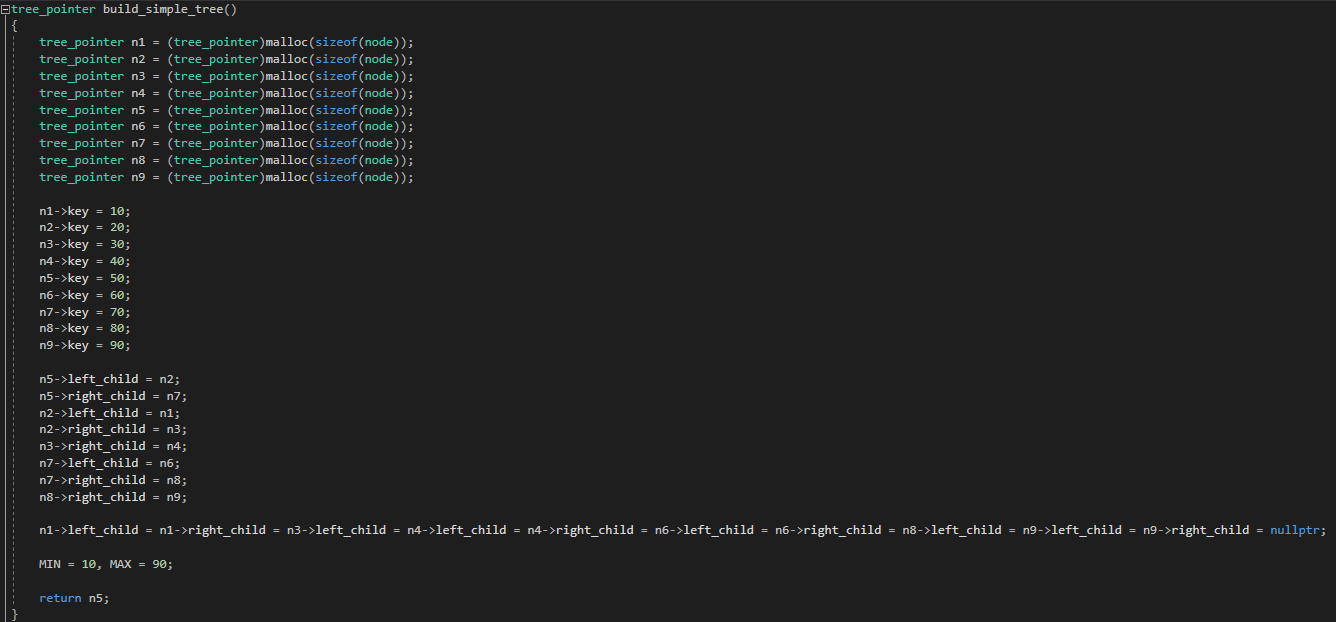 tree_pointer build_simple_tree()
{
tree_pointer n1 = (tree_pointer)malloc(sizeof(node));
tree_pointer n2 = (tree_pointer)malloc(sizeof(node));
tree_pointer n3 = (tree_pointer)malloc(sizeof(node));
tree_pointer n4 = (tree_pointer)malloc(sizeof(node));
tree_pointer n5 = (tree_pointer)malloc(sizeof(node));
tree_pointer n6 = (tree_pointer)malloc(sizeof(node));
tree_pointer n7 = (tree_pointer)malloc(sizeof(node));
tree_pointer n8 = (tree_pointer)malloc(sizeof(node));
tree_pointer n9 = (tree_pointer)malloc(sizeof(node));
n1->key = 10;
n2->key = 20;
n3->key = 30;
n4->key = 40;
n5->key = 50;
n6->key = 60;
n7->key = 70;
n8->key = 80;
n9->key = 90;
n5->left_child = n2;
n5->right_child = n7;
n2->left_child = n1;
n2->right_child = n3;
n3->right_child = n4;
n7->left_child = n6;
n7->right_child = n8;
n8->right_child = n9;
n1->left_child = n1->right_child = n3->left_child = n4->left_child = n4->right_child = n6->left_child = n6->right_child = n8->left_child = n9->left_child = n9->right_child = nullptr;
MIN = 10, MAX = 90;
return n5;
}